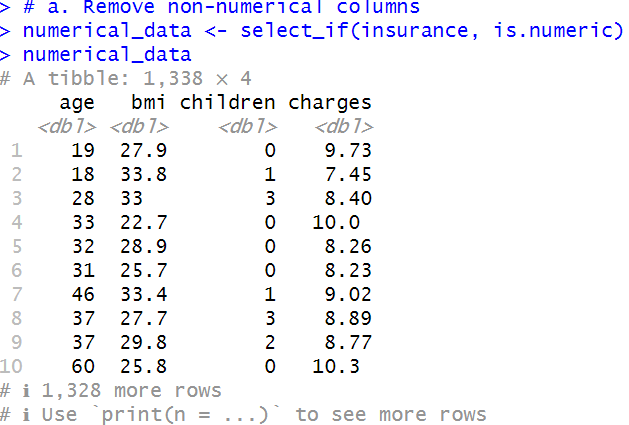 > # a. Remove non-numerical columns
> numerical_data <- select_if(insurance, is.numeric)
> numerical_data
# A tibble: 1,338 × 4
     age   bmi children charges
   <dbl> <dbl>    <dbl>   <dbl>
 1    19  27.9        0    9.73
 2    18  33.8        1    7.45
 3    28  33          3    8.40
 4    33  22.7        0   10.0
 5    32  28.9        0    8.26
 6    31  25.7        0    8.23
 7    46  33.4        1    9.02
 8    37  27.7        3    8.89
 9    37  29.8        2    8.77
10    60  25.8        0   10.3
# ℹ 1,328 more rows
# ℹ Use `print(n = ...)` to see more rows